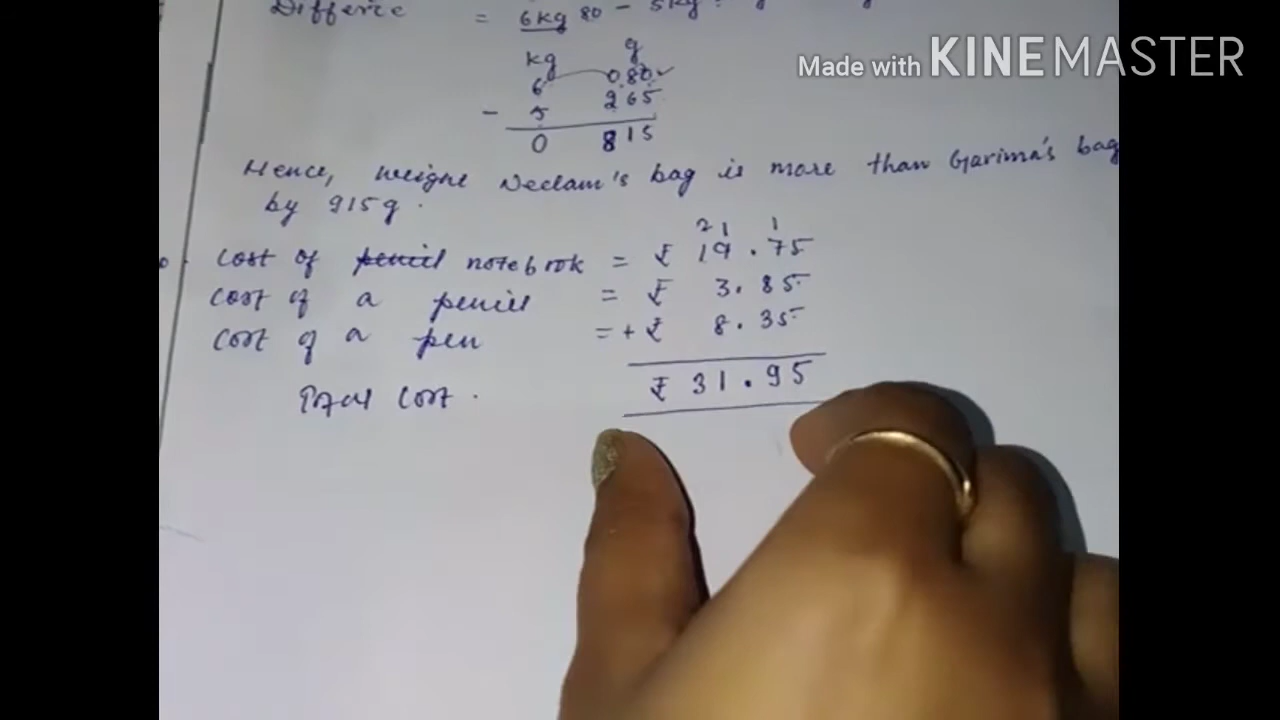 Differic = 6kg 80 - 5kg
Made with KINEMASTER
kg g
6 080
- 5 265
0 815
Hence, weight Neelam's bag is more than Garima's bag
by 915g.
21 1
cost of pencil notebook = ₹ 19.75
cost of a pencil = ₹ 3.85
cost of a pen = + ₹ 8.35
Total Cost. ₹ 31.95